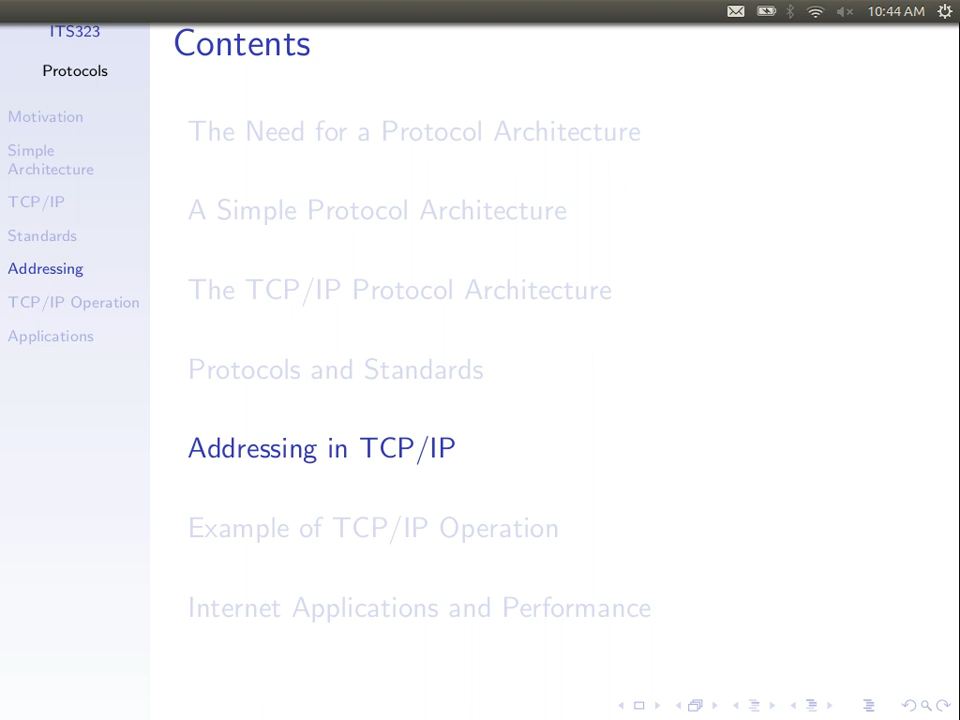 10:44 AM
ITS323
Protocols
Motivation
Simple
Architecture
TCP/IP
Standards
Addressing
TCP/IP Operation
Applications
Contents
The Need for a Protocol Architecture
A Simple Protocol Architecture
The TCP/IP Protocol Architecture
Protocols and Standards
Addressing in TCP/IP
Example of TCP/IP Operation
Internet Applications and Performance